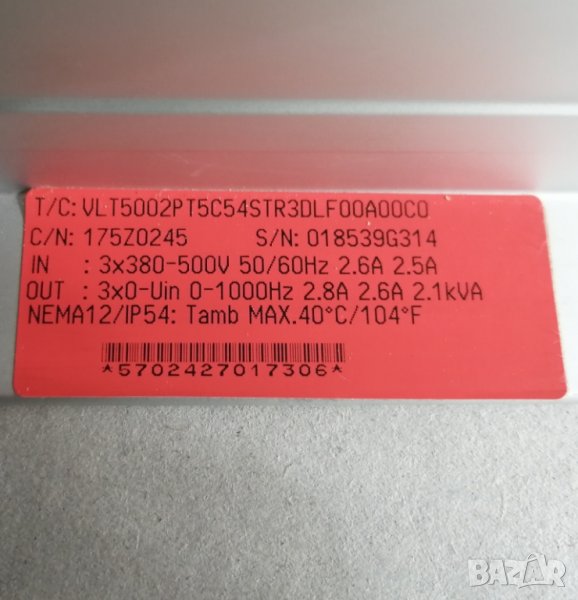 T/C: VLT5002PT5C54STR3DLF00A00C0
C/N: 175Z0245 S/N: 018539G314
IN : 3x380-500V 50/60Hz 2.6A 2.5A
OUT : 3x0-Uin 0-1000Hz 2.8A 2.6A 2.1kVA
NEMA12/IP54: Tamb MAX.40°C/104°F
*5702427017306*
BAZAR